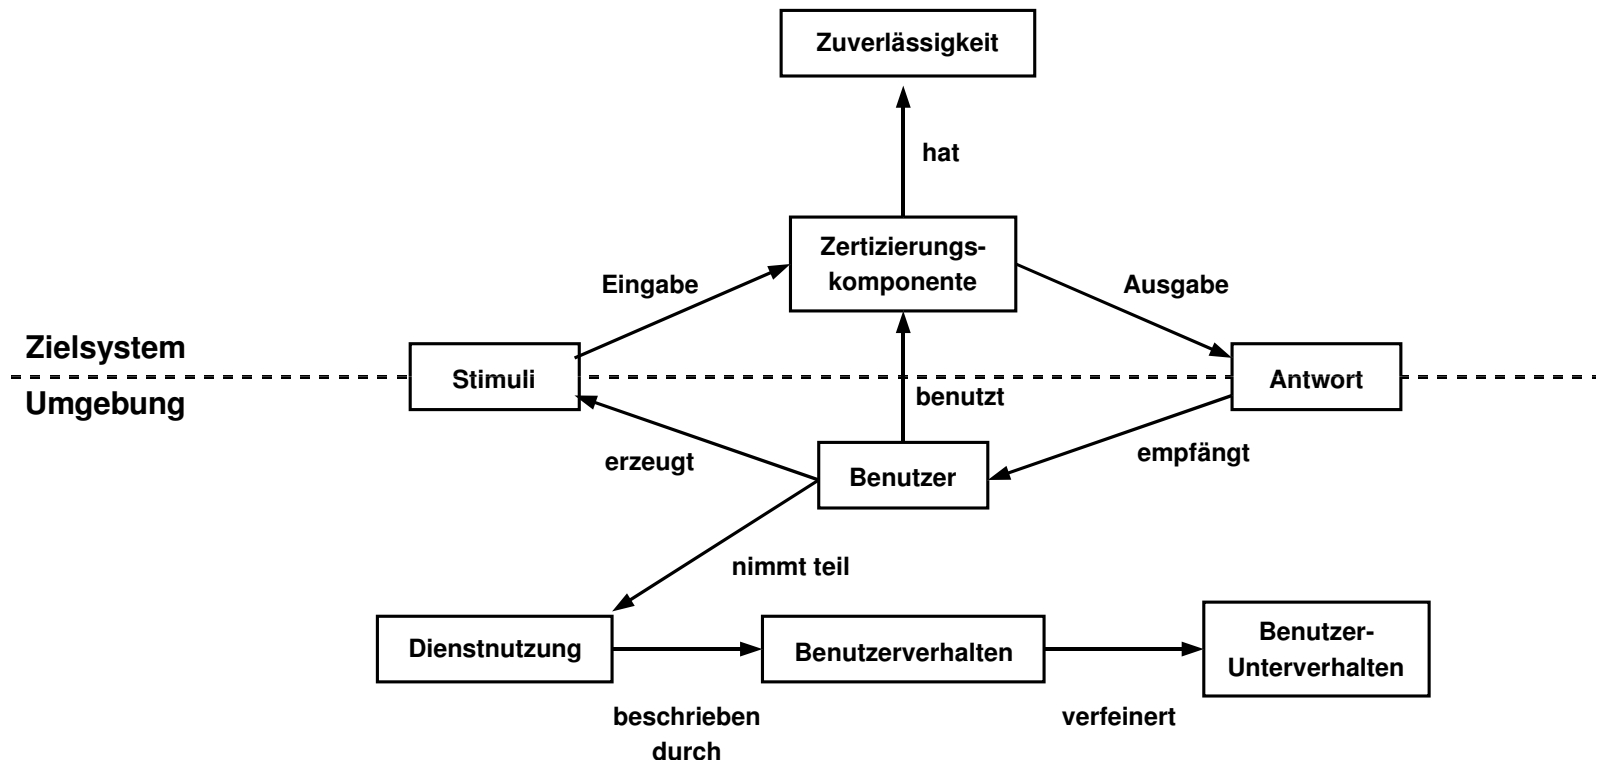 Zuverlässigkeit
hat
Zertizierungs-
komponente
Eingabe
Ausgabe
Zielsystem
Stimuli
Antwort
Umgebung
benutzt
erzeugt
empfängt
Benutzer
nimmt teil
Dienstnutzung
Benutzerverhalten
Benutzer-
Unterverhalten
beschrieben
durch
verfeinert